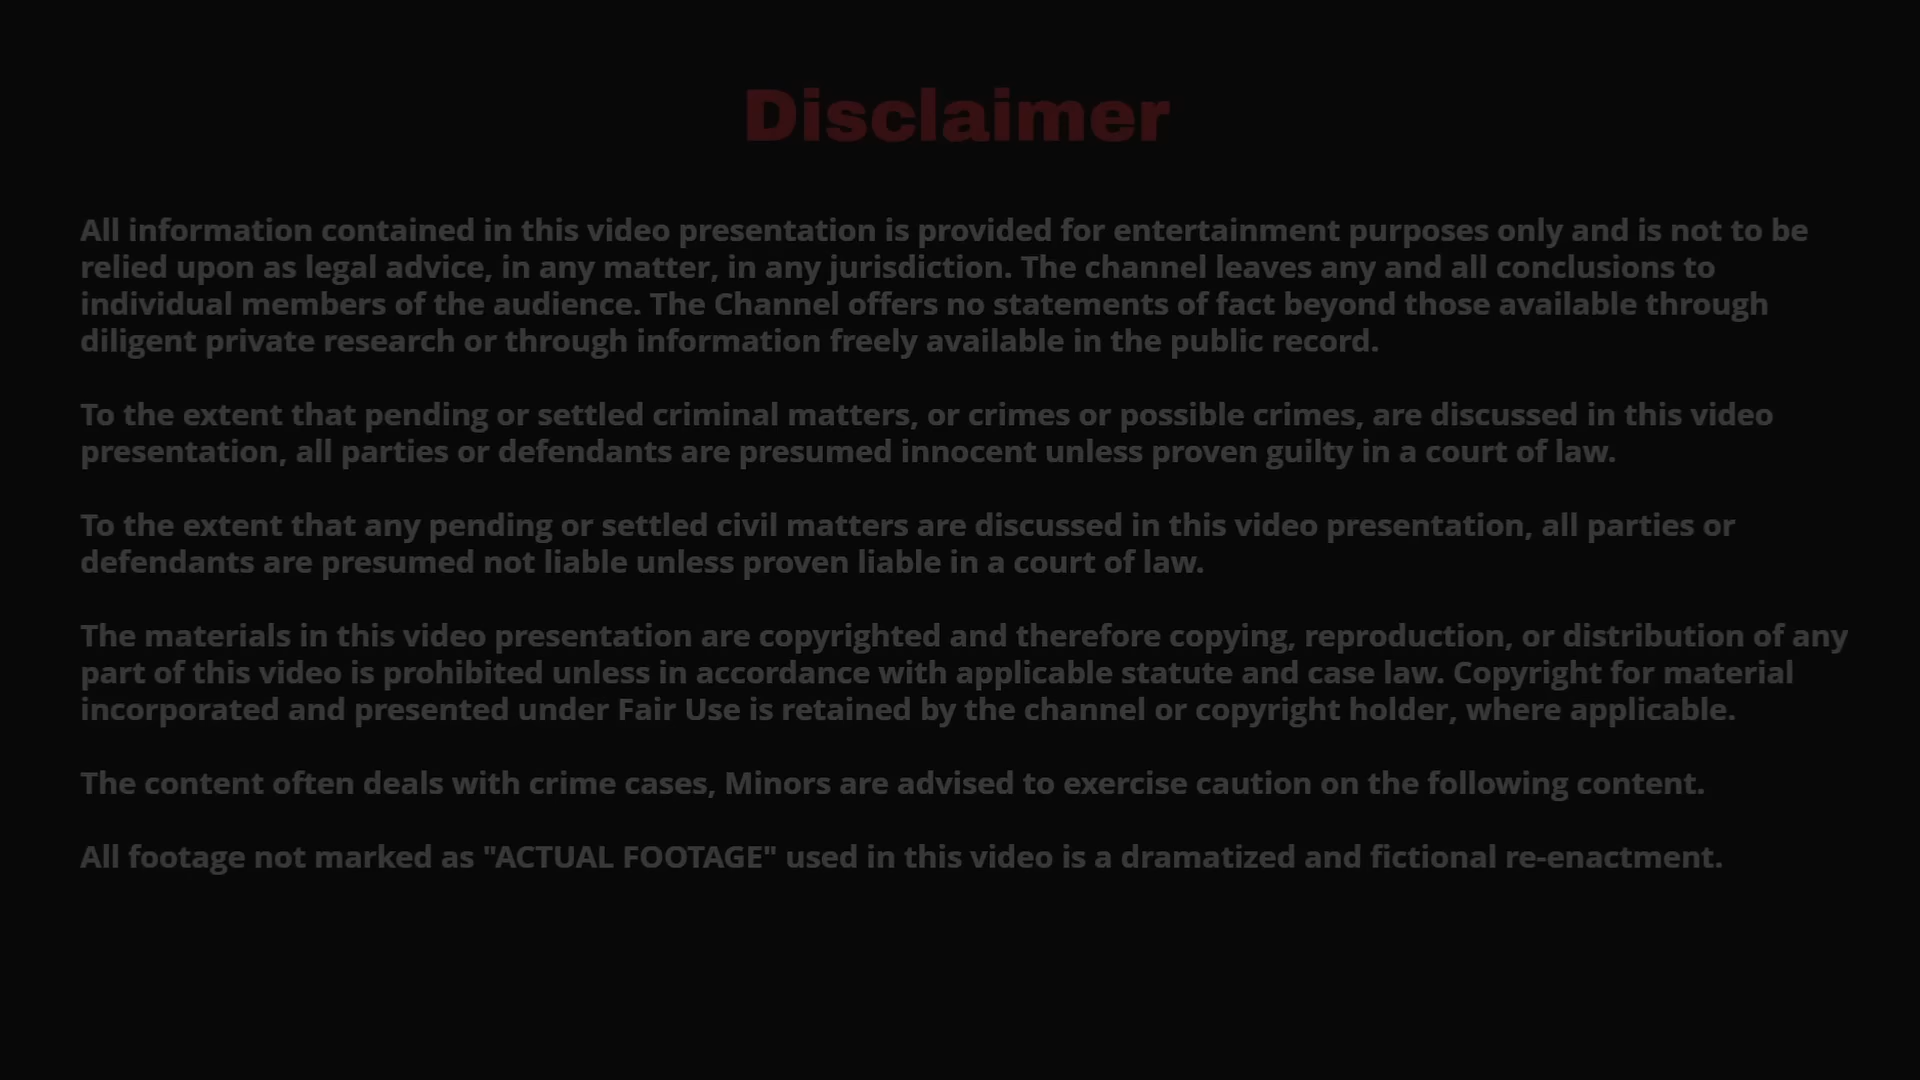 Disclaimer
All information contained in this video presentation is provided for entertainment purposes only and is not to be
relied upon as legal advice, in any matter, in any jurisdiction. The channel leaves any and all conclusions to
individual members of the audience. The Channel offers no statements of fact beyond those available through
diligent private research or through information freely available in the public record.
To the extent that pending or settled criminal matters, or crimes or possible crimes, are discussed in this video
presentation, all parties or defendants are presumed innocent unless proven guilty in a court of law.
To the extent that any pending or settled civil matters are discussed in this video presentation, all parties or
defendants are presumed not liable unless proven liable in a court of law.
The materials in this video presentation are copyrighted and therefore copying, reproduction, or distribution of any
part of this video is prohibited unless in accordance with applicable statute and case law. Copyright for material
incorporated and presented under Fair Use is retained by the channel or copyright holder, where applicable.
The content often deals with crime cases, Minors are advised to exercise caution on the following content.
All footage not marked as "ACTUAL FOOTAGE" used in this video is a dramatized and fictional re-enactment.